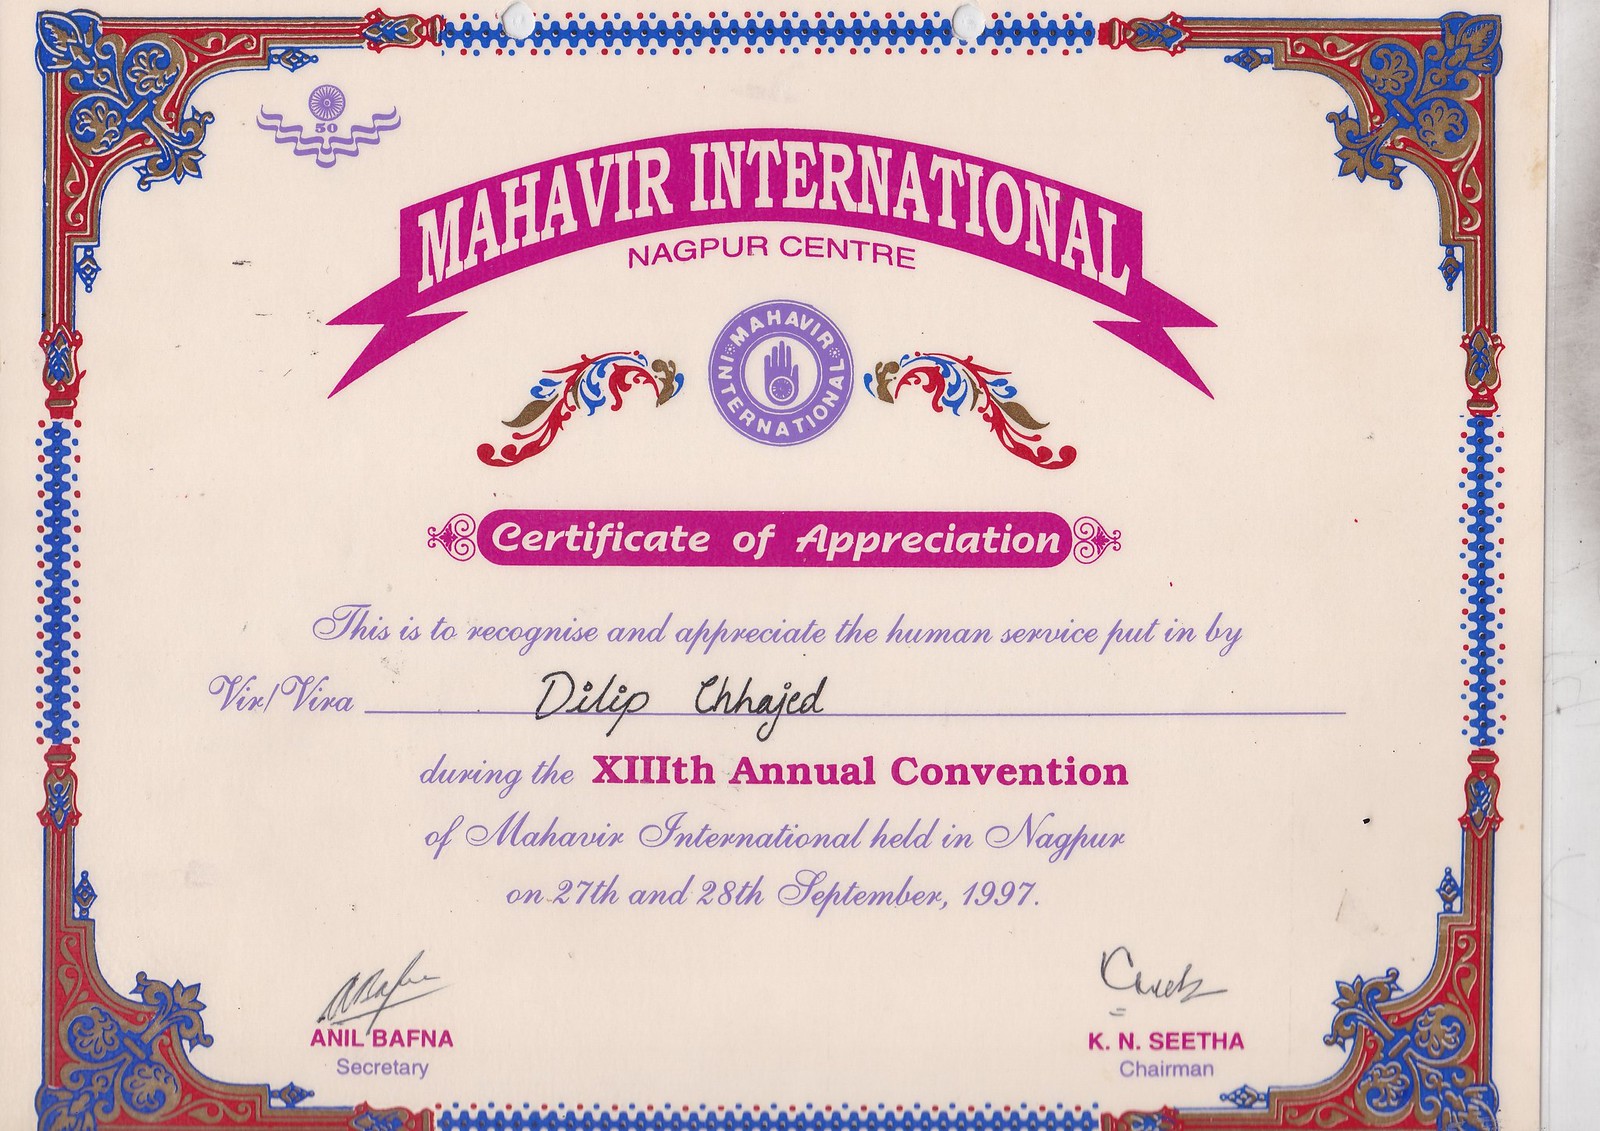 50
MAHAVIR INTERNATIONAL
NAGPUR CENTRE
MAHAVIR
INTERNATIONAL
Certificate of Appreciation
This is to recognise and appreciate the human service put in by
Vir/Vira Dilip Chhajed
during the XIIIth Annual Convention
of Mahavir International held in Nagpur
on 27th and 28th September, 1997.
ANIL BAFNA
Secretary
K. N. SEETHA
Chairman